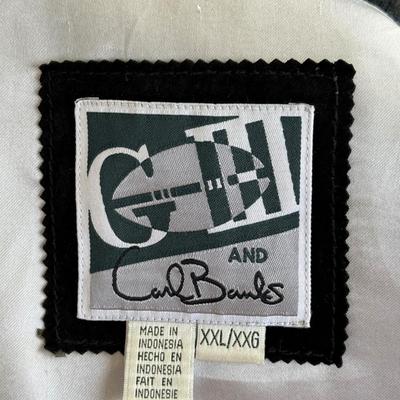 G-III
AND
Carl Banks
MADE IN
INDONESIA
HECHO EN
INDONESIA
FAIT EN
INDONESIE
XXL/XXG